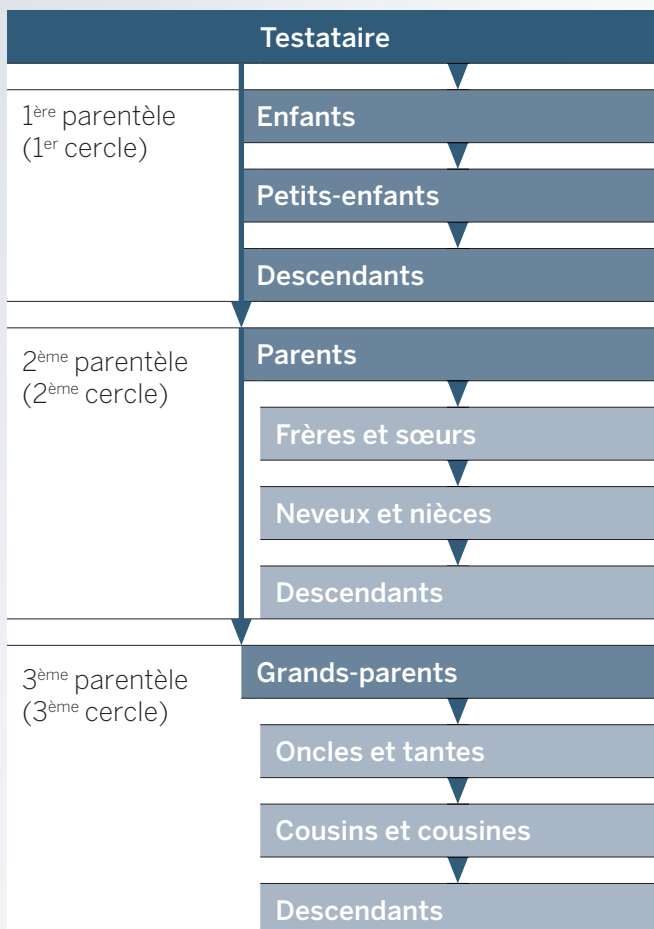 Testataire
1ère parentèle
(1er cercle)
Enfants
Petits-enfants
Descendants
2ème parentèle
(2ème cercle)
Parents
Frères et sœurs
Neveux et nièces
Descendants
3ème parentèle
(3ème cercle)
Grands-parents
Oncles et tantes
Cousins et cousines
Descendants